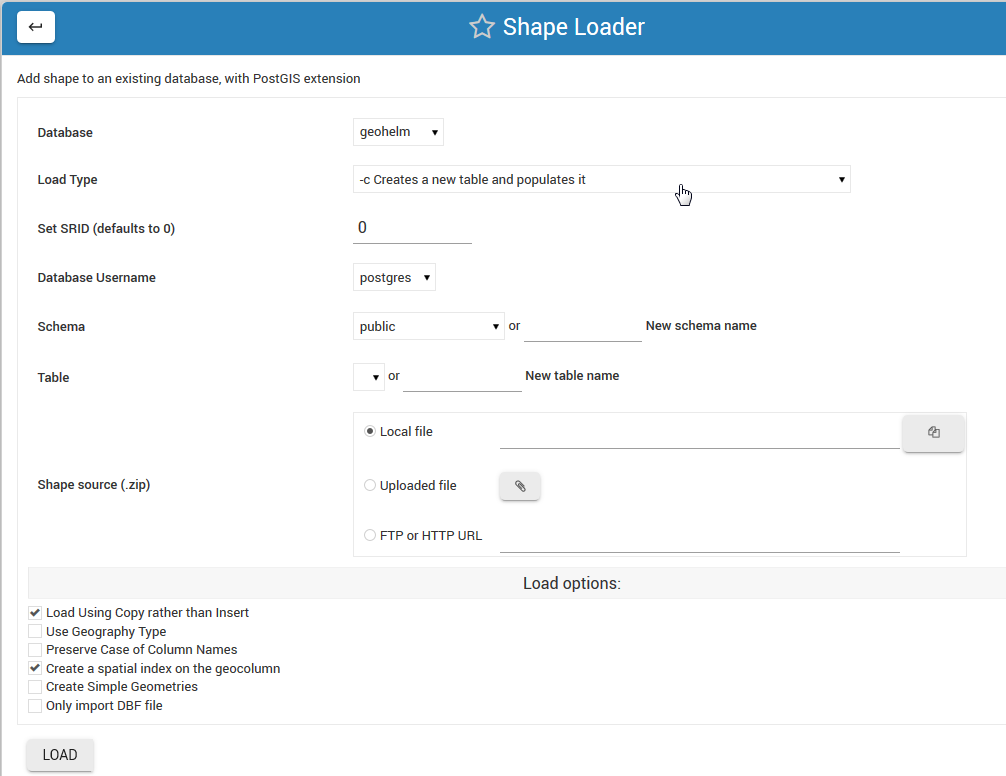 Shape Loader
Add shape to an existing database, with PostGIS extension
Database geohelm
Load Type -c Creates a new table and populates it
Set SRID (defaults to 0) 0
Database Username postgres
Schema public or New schema name
Table or New table name
Local file
Shape source (.zip) Uploaded file
FTP or HTTP URL
Load options:
Load Using Copy rather than Insert
Use Geography Type
Preserve Case of Column Names
Create a spatial index on the geocolumn
Create Simple Geometries
Only import DBF file
LOAD